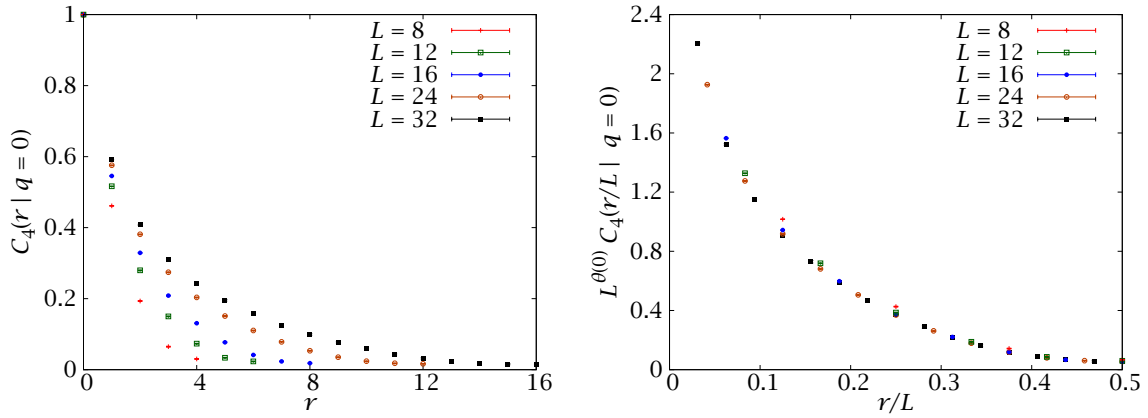 C₄(r | q = 0)
1
0.8
0.6
0.4
0.2
0
0 4 8 12 16
r
L = 8
L = 12
L = 16
L = 24
L = 32
L^θ(0) C₄(r/L | q = 0)
2.4
2
1.6
1.2
0.8
0.4
0
0 0.1 0.2 0.3 0.4 0.5
r/L
L = 8
L = 12
L = 16
L = 24
L = 32